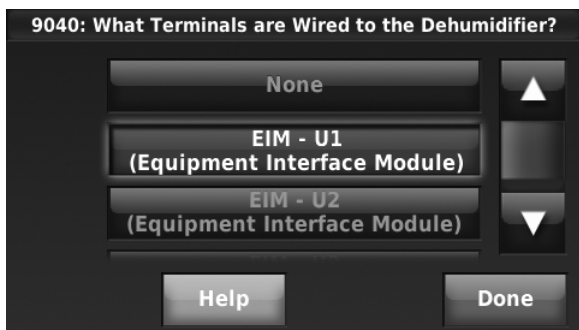 9040: What Terminals are Wired to the Dehumidifier?
None
EIM - U1
(Equipment Interface Module)
EIM - U2
(Equipment Interface Module)
Help
Done